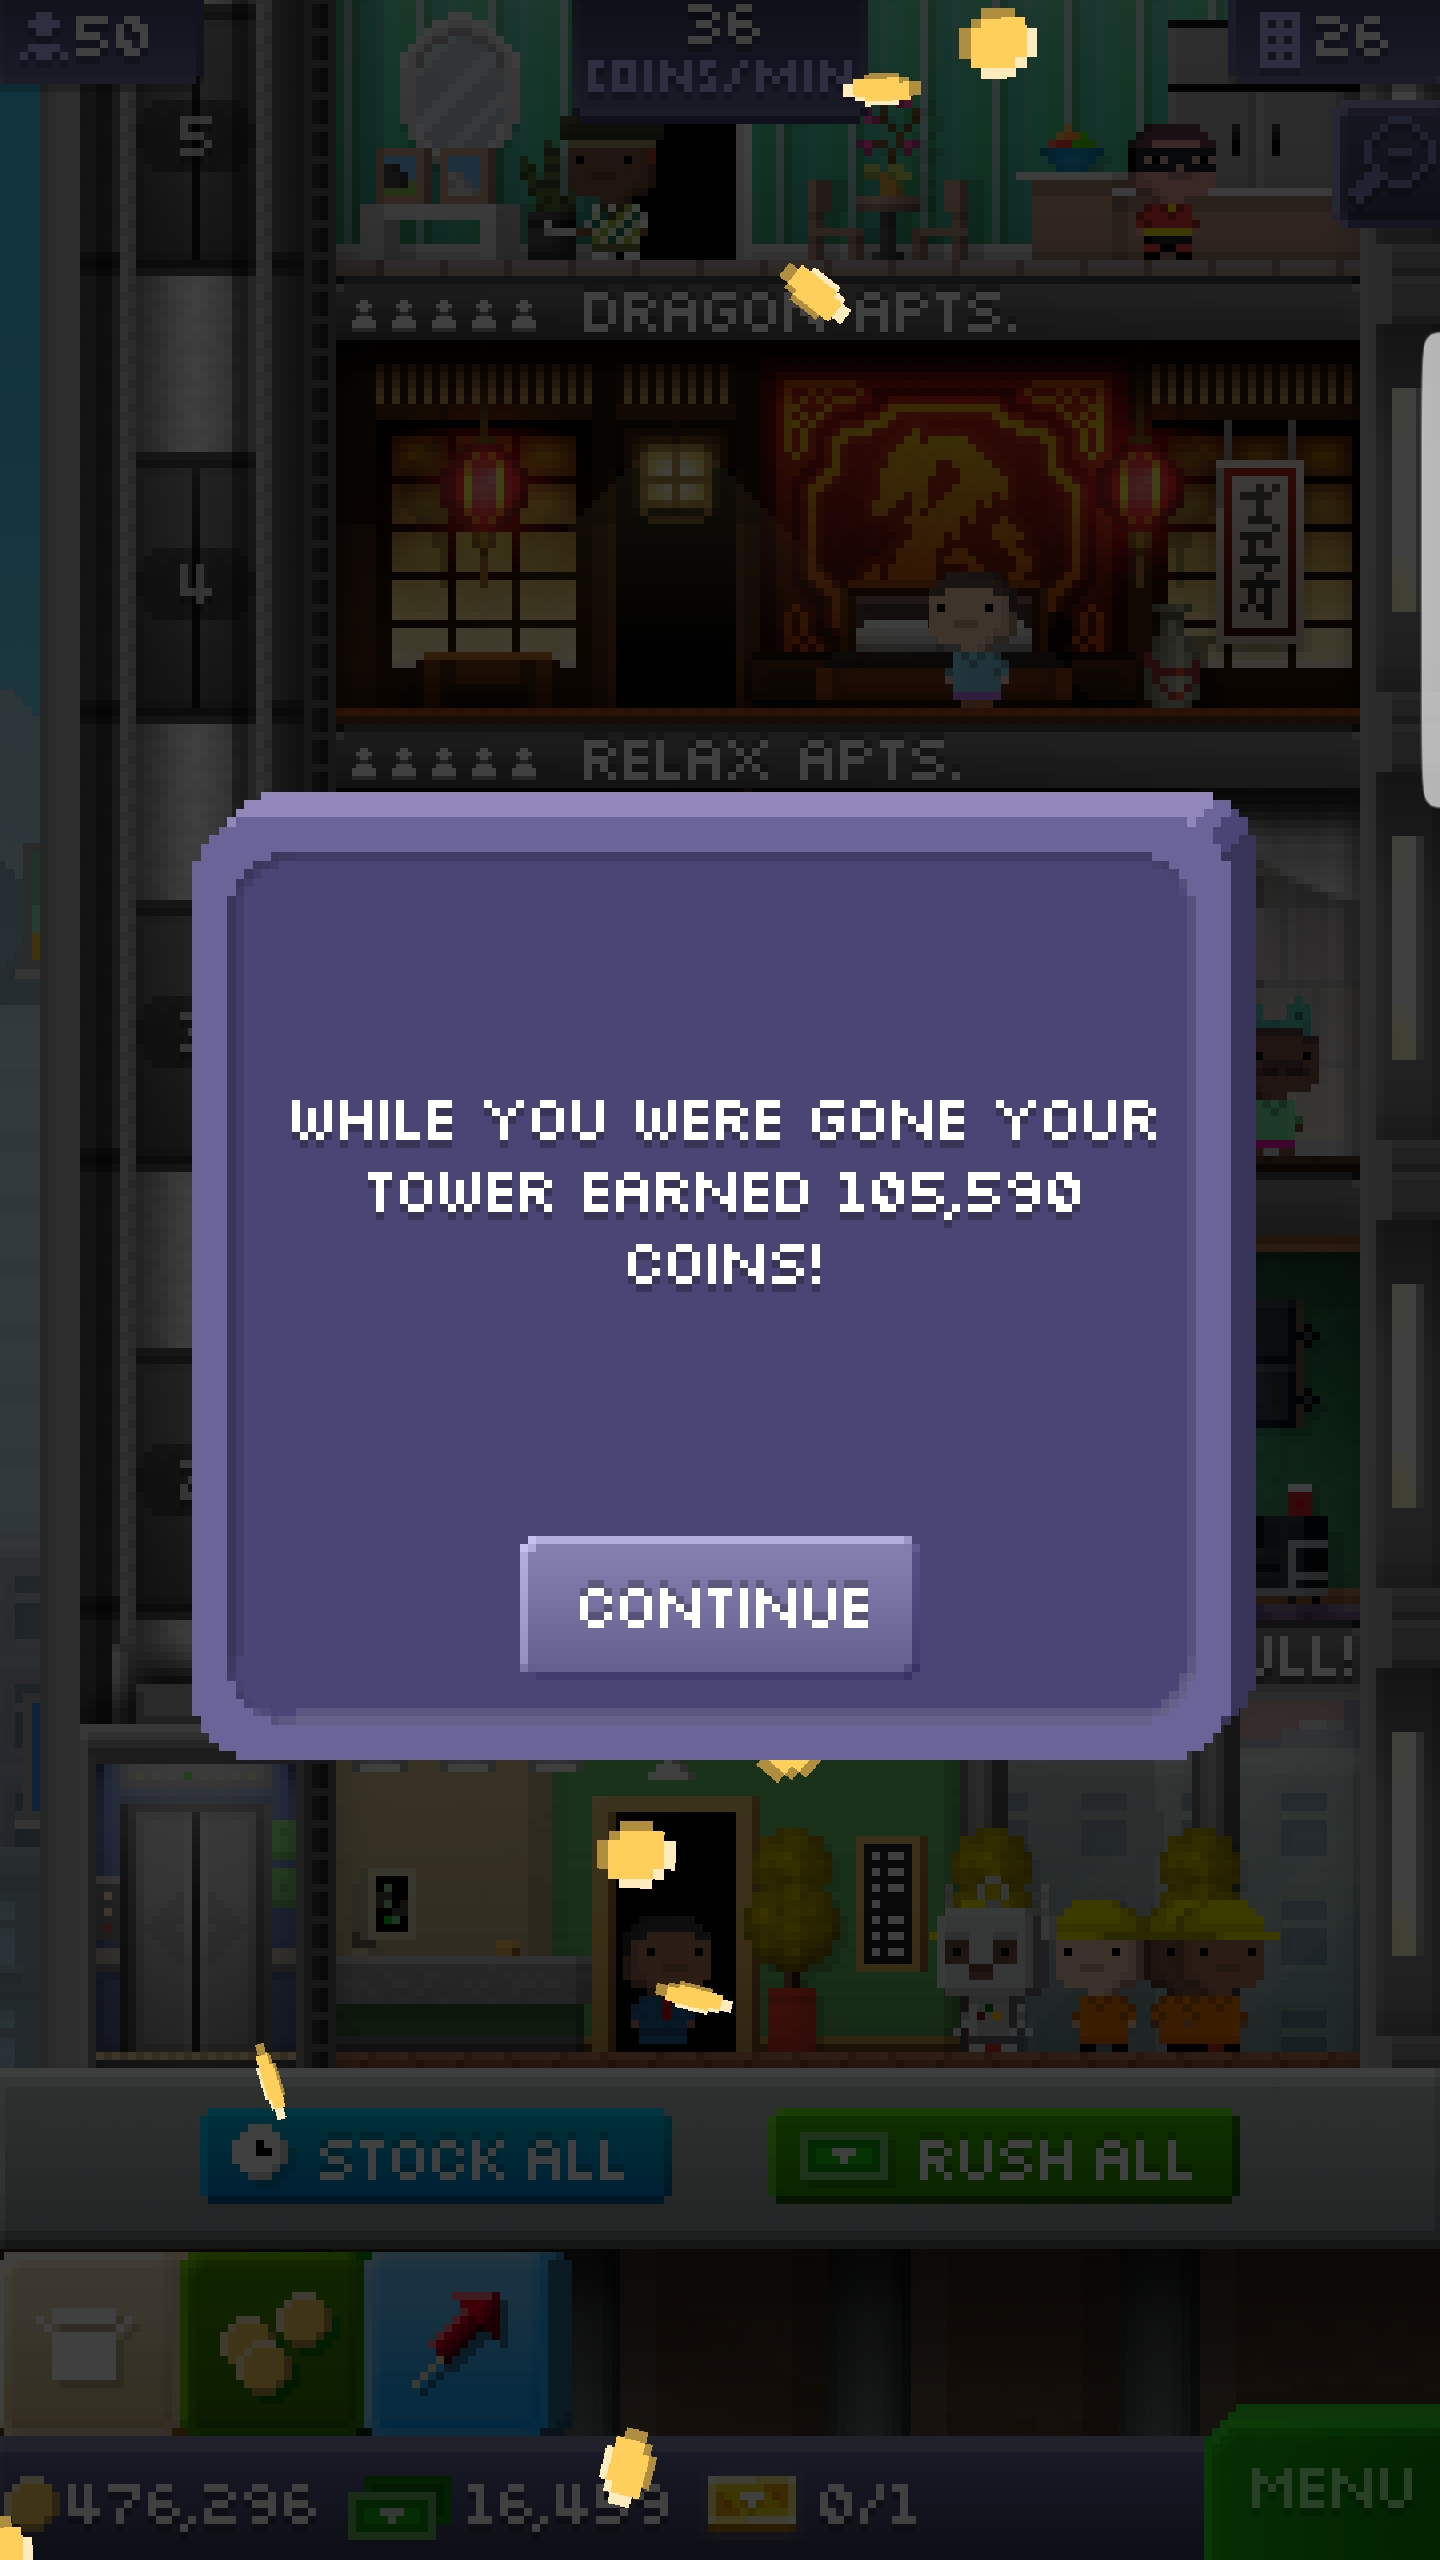 50
36
COINS/MIN
26
5
DRAGON APTS.
4
RELAX APTS.
WHILE YOU WERE GONE YOUR
TOWER EARNED 105,590
COINS!
CONTINUE
STOCK ALL
RUSH ALL
476,296
0/1
MENU